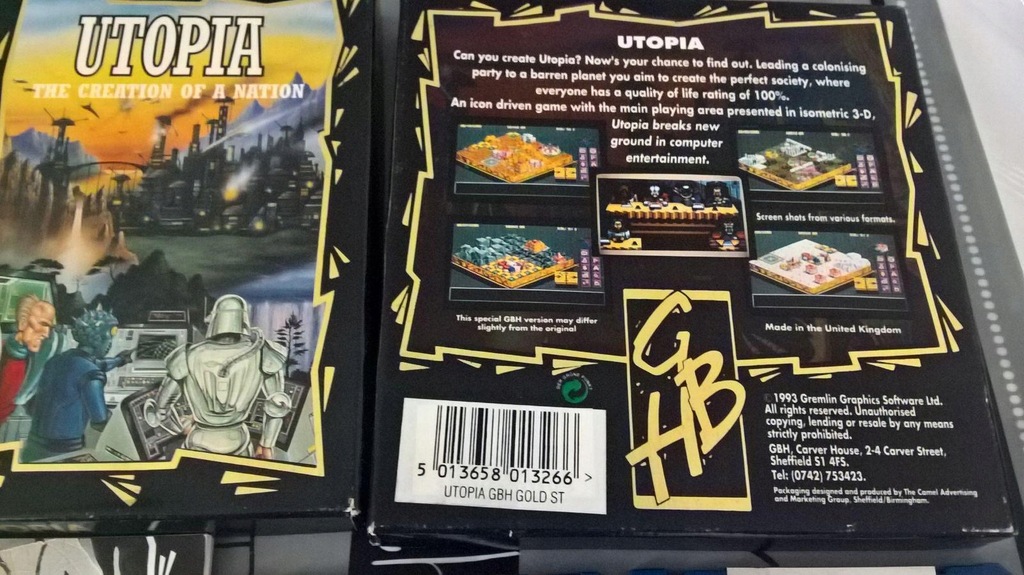 UTOPIA
THE CREATION OF A NATION
UTOPIA
Can you create Utopia? Now's your chance to find out. Leading a colonising
party to a barren planet you aim to create the perfect society, where
everyone has a quality of life rating of 100%.
An icon driven game with the main playing area presented in isometric 3-D,
Utopia breaks new
ground in computer
entertainment.
Screen shots from various formats.
This special GBH version may differ
slightly from the original
Made in the United Kingdom
GBH
5 013658 013266 >
UTOPIA GBH GOLD ST
© 1993 Gremlin Graphics Software Ltd.
All rights reserved. Unauthorised
copying, lending or resale by any means
strictly prohibited.
GBH, Carver House, 2-4 Carver Street,
Sheffield S1 4FS.
Tel: (0742) 753423.
Packaging designed and produced by The Camel Advertising
and Marketing Group. Sheffield/Birmingham.